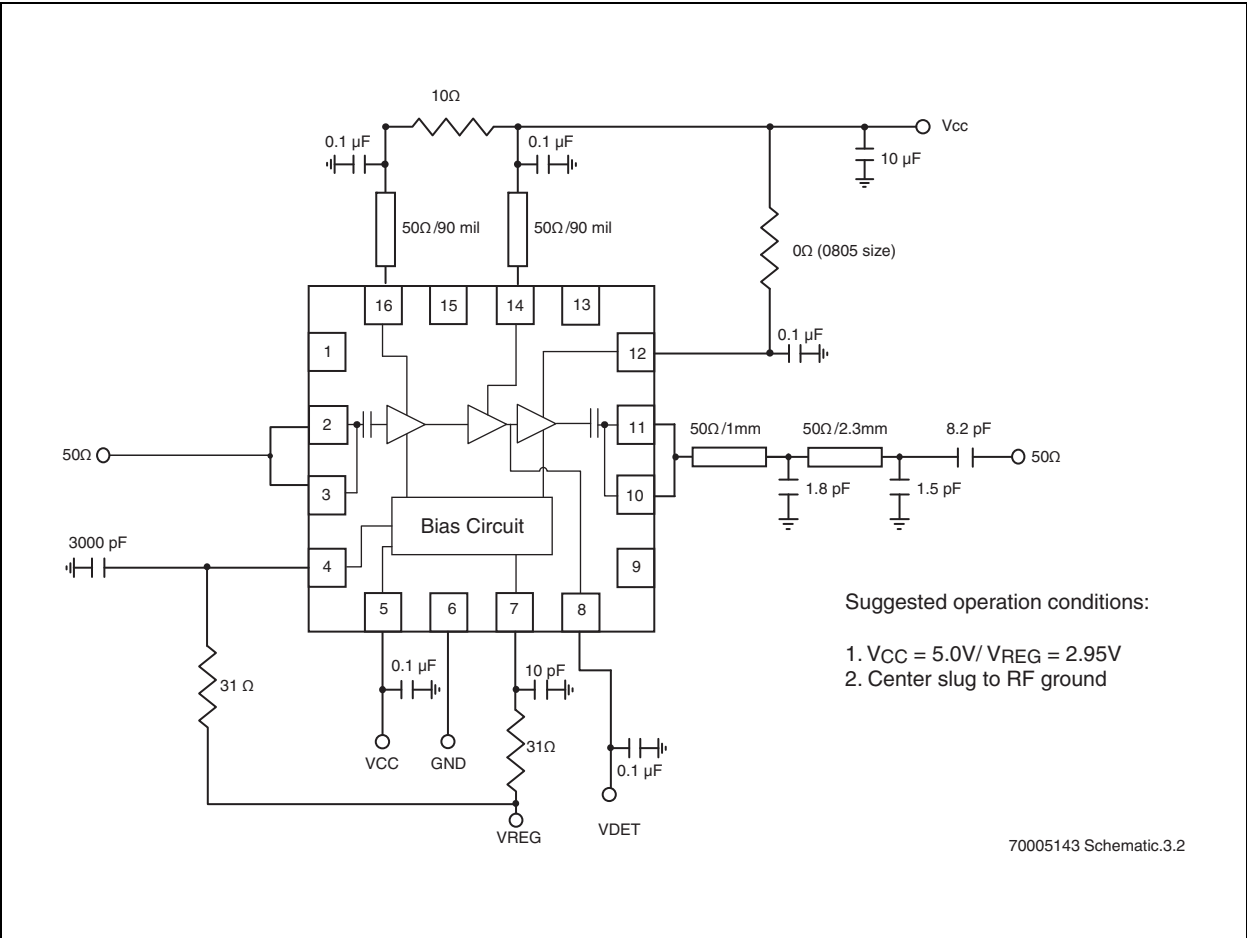 10Ω
0.1 µF
0.1 µF
Vcc
10 µF
50Ω/90 mil
50Ω/90 mil
0Ω (0805 size)
16
15
14
13
0.1 µF
1
12
2
11
50Ω/1mm
50Ω/2.3mm
8.2 pF
50Ω
50Ω
3
10
1.8 pF
1.5 pF
Bias Circuit
3000 pF
4
9
5
6
7
8
Suggested operation conditions:
1. VCC = 5.0V/ VREG = 2.95V
2. Center slug to RF ground
0.1 µF
10 pF
31 Ω
31Ω
VCC
GND
0.1 µF
VREG
VDET
70005143 Schematic.3.2